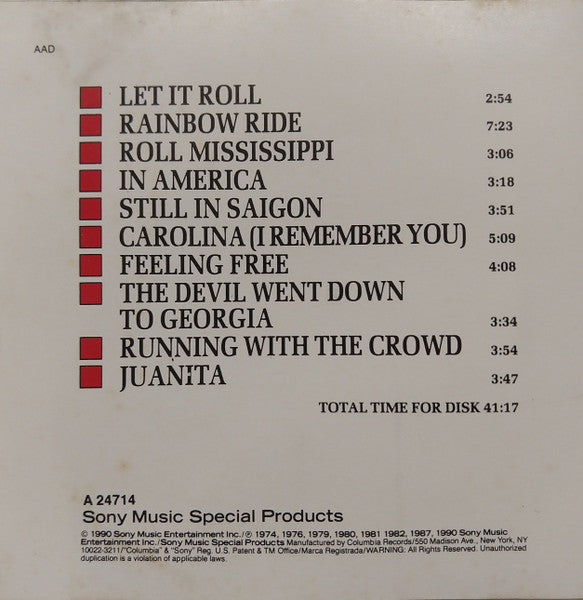 AAD
LET IT ROLL 2:54
RAINBOW RIDE 7:23
ROLL MISSISSIPPI 3:06
IN AMERICA 3:18
STILL IN SAIGON 3:51
CAROLINA (I REMEMBER YOU) 5:09
FEELING FREE 4:08
THE DEVIL WENT DOWN
TO GEORGIA 3:34
RUNNING WITH THE CROWD 3:54
JUANITA 3:47
TOTAL TIME FOR DISK 41:17
A 24714
Sony Music Special Products
© 1990 Sony Music Entertainment Inc./℗ 1974, 1976, 1979, 1980, 1981 1982, 1987, 1990 Sony Music
Entertainment Inc./Sony Music Special Products Manufactured by Columbia Records/550 Madison Ave., New York, NY
10022-3211/"Columbia" & "Sony" Reg. U.S. Patent & TM Office/Marca Registrada/WARNING: All Rights Reserved. Unauthorized
duplication is a violation of applicable laws.